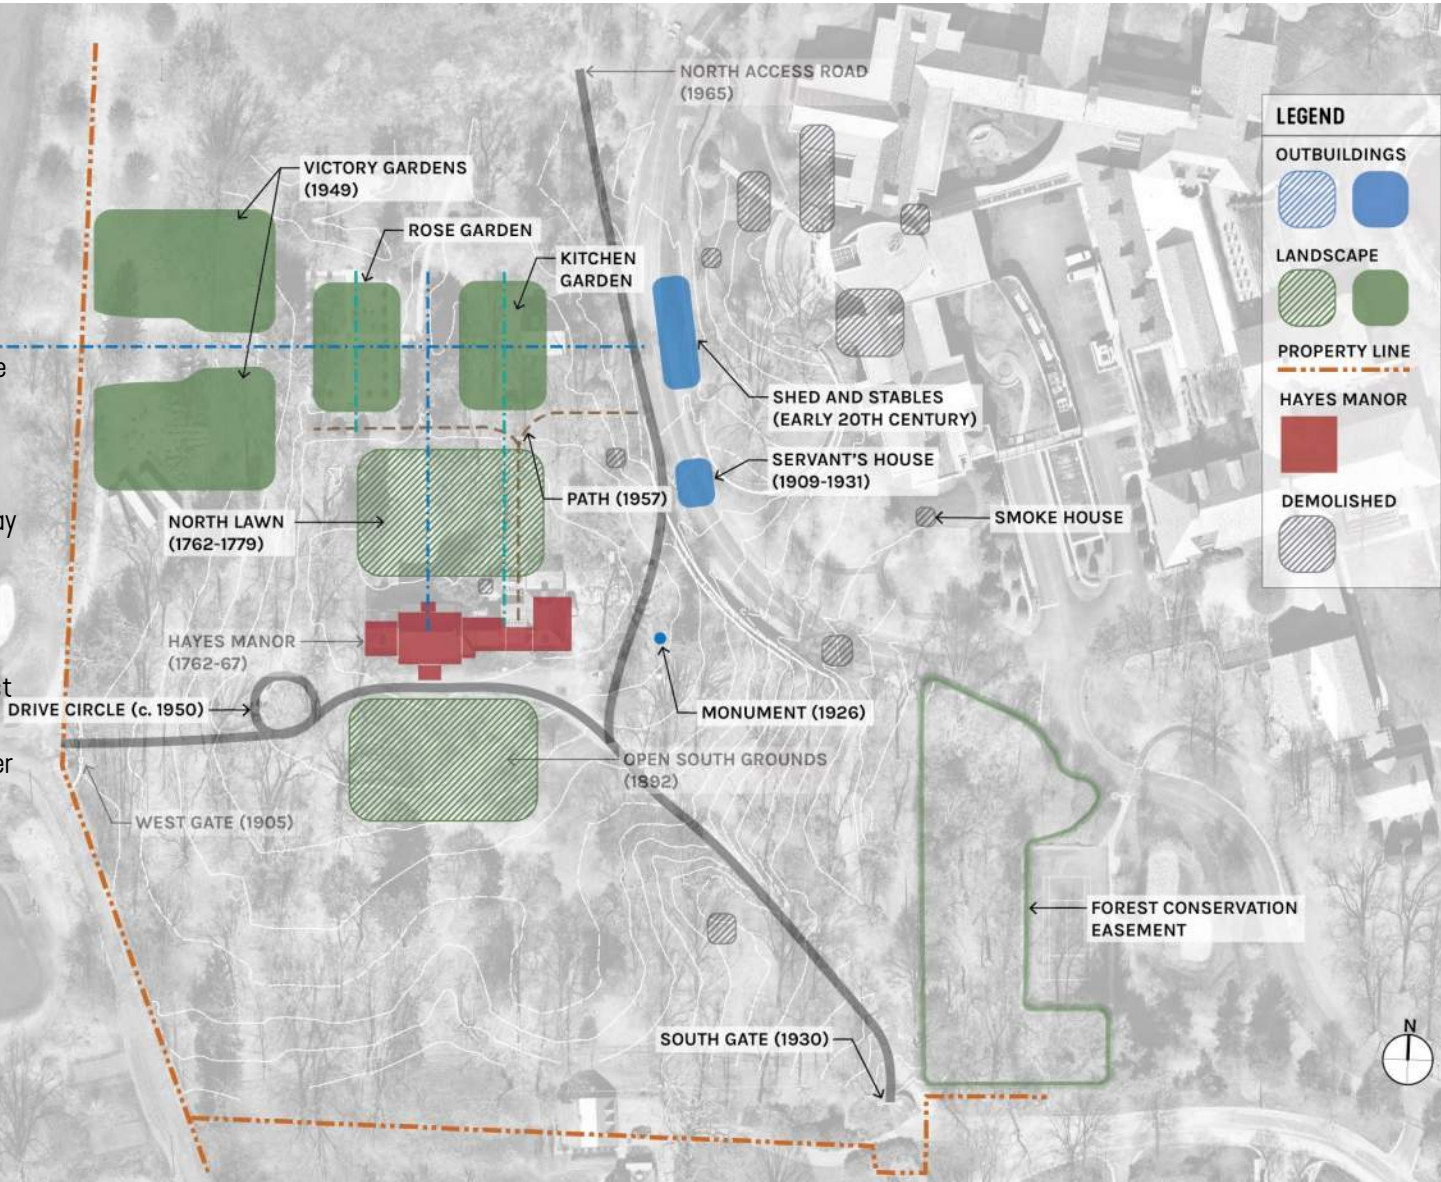 NORTH ACCESS ROAD
(1965)
LEGEND
OUTBUILDINGS
LANDSCAPE
PROPERTY LINE
HAYES MANOR
DEMOLISHED
VICTORY GARDENS
(1949)
ROSE GARDEN
KITCHEN
GARDEN
SHED AND STABLES
(EARLY 20TH CENTURY)
SERVANT'S HOUSE
(1909-1931)
PATH (1957)
SMOKE HOUSE
NORTH LAWN
(1762-1779)
HAYES MANOR
(1762-67)
DRIVE CIRCLE (c. 1950)
MONUMENT (1926)
OPEN SOUTH GROUNDS
(1892)
WEST GATE (1905)
FOREST CONSERVATION
EASEMENT
SOUTH GATE (1930)
N